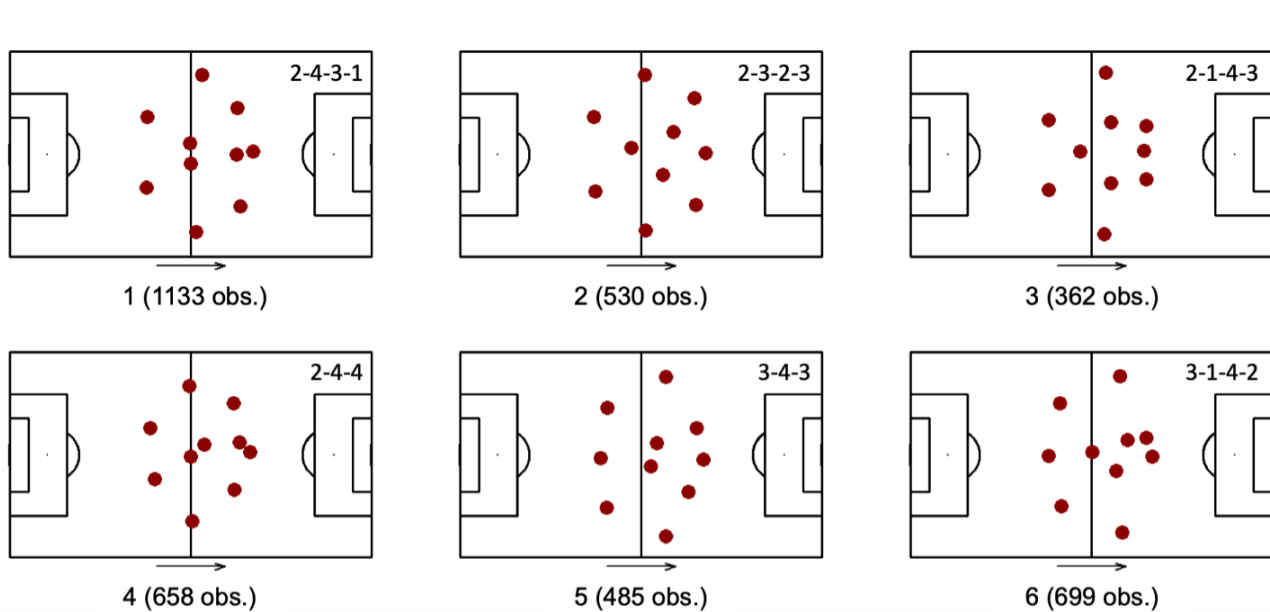 2-4-3-1
1 (1133 obs.)
2-3-2-3
2 (530 obs.)
2-1-4-3
3 (362 obs.)
2-4-4
4 (658 obs.)
3-4-3
5 (485 obs.)
3-1-4-2
6 (699 obs.)